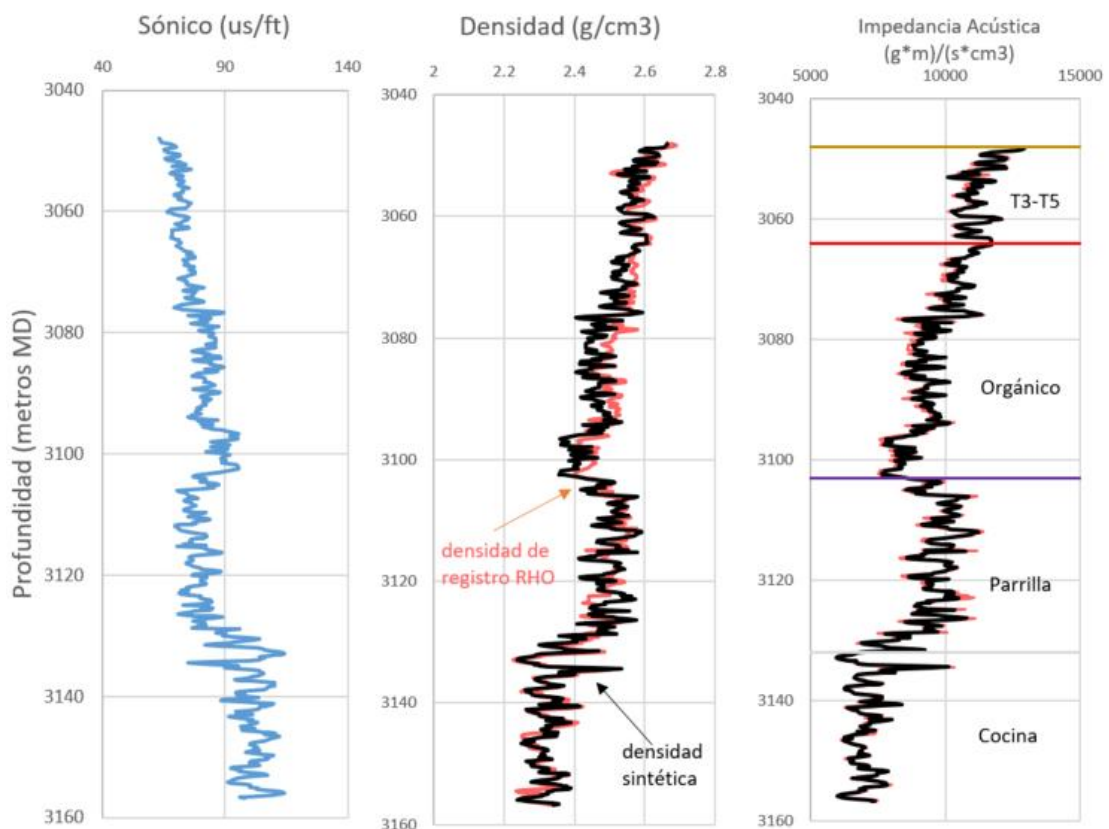 Sónico (us/ft)
40 90 140
Profundidad (metros MD)
3040
3060
3080
3100
3120
3140
3160
Densidad (g/cm3)
2 2.2 2.4 2.6 2.8
3040
3060
3080
3100
3120
3140
3160
densidad de
registro RHO
densidad
sintética
Impedancia Acústica
(g*m)/(s*cm3)
5000 10000 15000
3040
3060
3080
3100
3120
3140
3160
T3-T5
Orgánico
Parrilla
Cocina